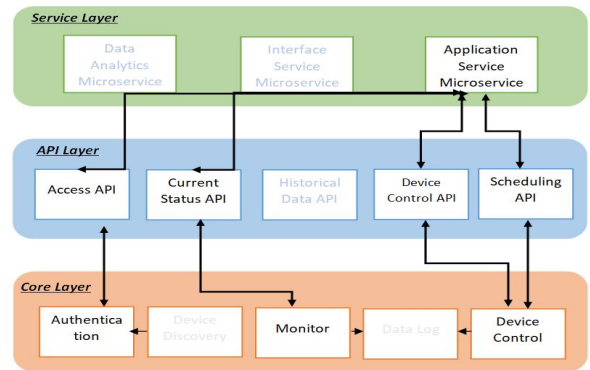 Service Layer
Data
Analytics
Microservice
Interface
Service
Microservice
Application
Service
Microservice
API Layer
Access API
Current
Status API
Historical
Data API
Device
Control API
Scheduling
API
Core Layer
Authentica
tion
Device
Discovery
Monitor
Data Log
Device
Control